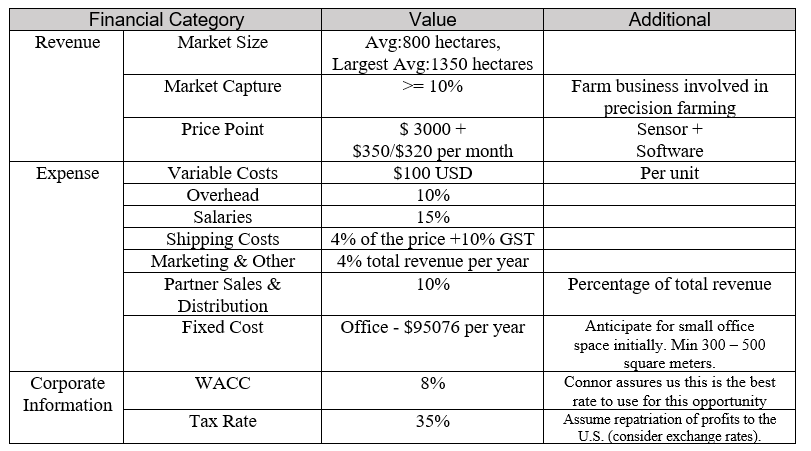 Financial Category Value Additional
Revenue Market Size Avg:800 hectares,
Largest Avg:1350 hectares
Market Capture >= 10% Farm business involved in
precision farming
Price Point $ 3000 + Sensor +
$350/$320 per month Software
Expense Variable Costs $100 USD Per unit
Overhead 10%
Salaries 15%
Shipping Costs 4% of the price +10% GST
Marketing & Other 4% total revenue per year
Partner Sales & 10% Percentage of total revenue
Distribution
Fixed Cost Office - $95076 per year Anticipate for small office
space initially. Min 300 – 500
square meters.
Corporate WACC 8% Connor assures us this is the best
Information rate to use for this opportunity
Tax Rate 35% Assume repatriation of profits to the
U.S. (consider exchange rates).